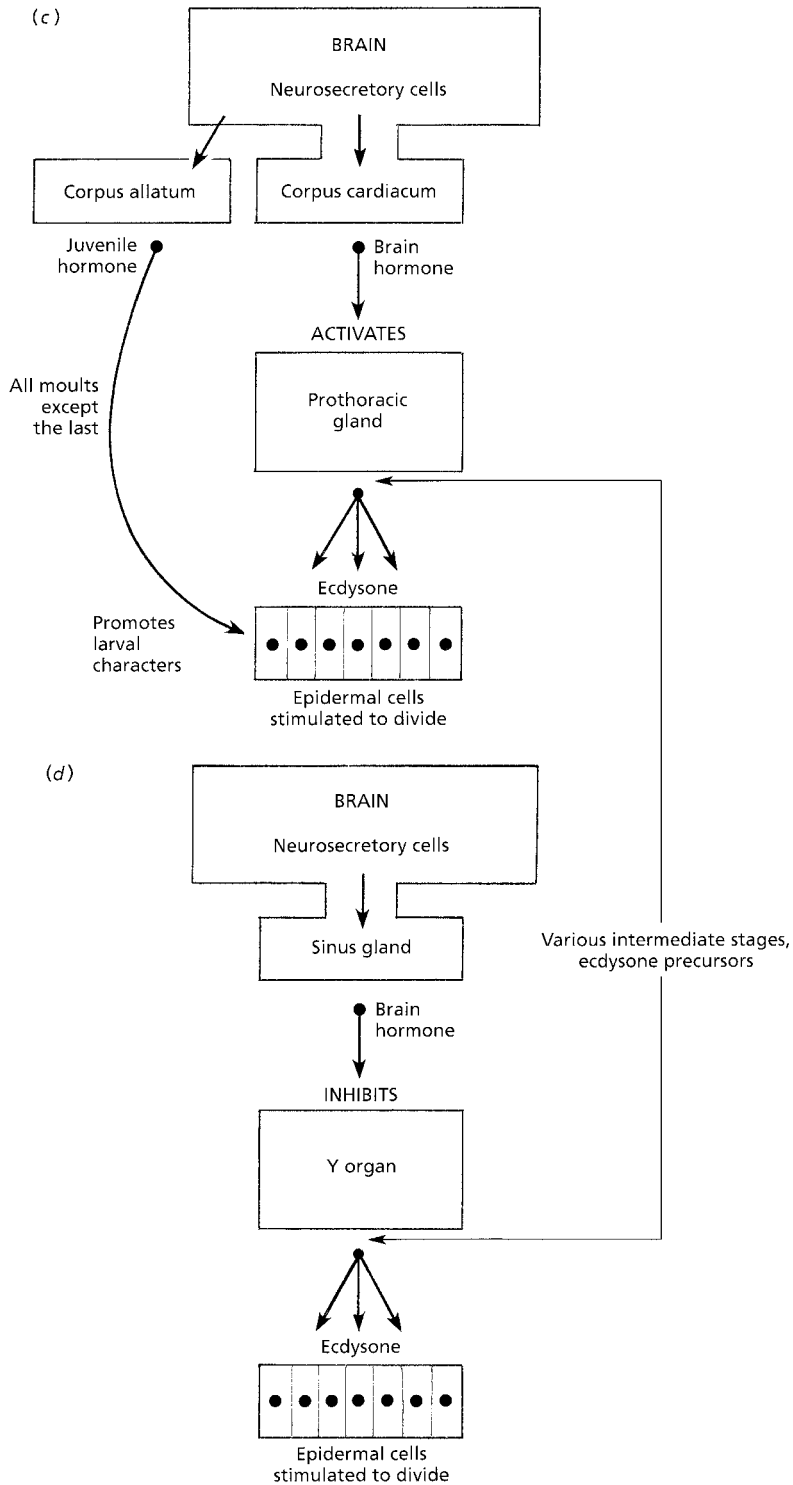 (c)
BRAIN
Neurosecretory cells
Corpus allatum
Corpus cardiacum
Juvenile
hormone
Brain
hormone
ACTIVATES
All moults
except
the last
Prothoracic
gland
Ecdysone
Promotes
larval
characters
Epidermal cells
stimulated to divide
(d)
BRAIN
Neurosecretory cells
Sinus gland
Various intermediate stages,
ecdysone precursors
Brain
hormone
INHIBITS
Y organ
Ecdysone
Epidermal cells
stimulated to divide